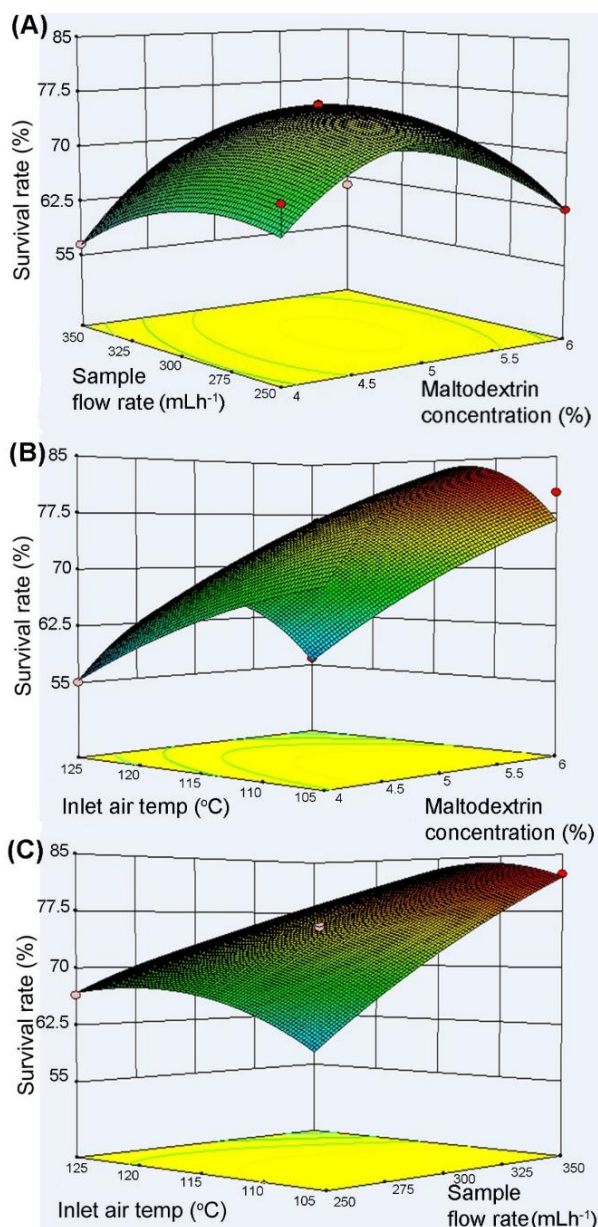 (A)
85
77.5
70
62.5
55
Survival rate (%)
350
325
300
275
250
Sample
flow rate (mLh-1)
4
4.5
5
5.5
6
Maltodextrin
concentration (%)
(B)
85
77.5
70
62.5
55
Survival rate (%)
125
120
115
110
105
Inlet air temp (°C)
4
4.5
5
5.5
6
Maltodextrin
concentration (%)
(C)
85
77.5
70
62.5
55
Survival rate (%)
125
120
115
110
105
Inlet air temp (°C)
250
275
300
325
350
Sample
flow rate (mLh-1)